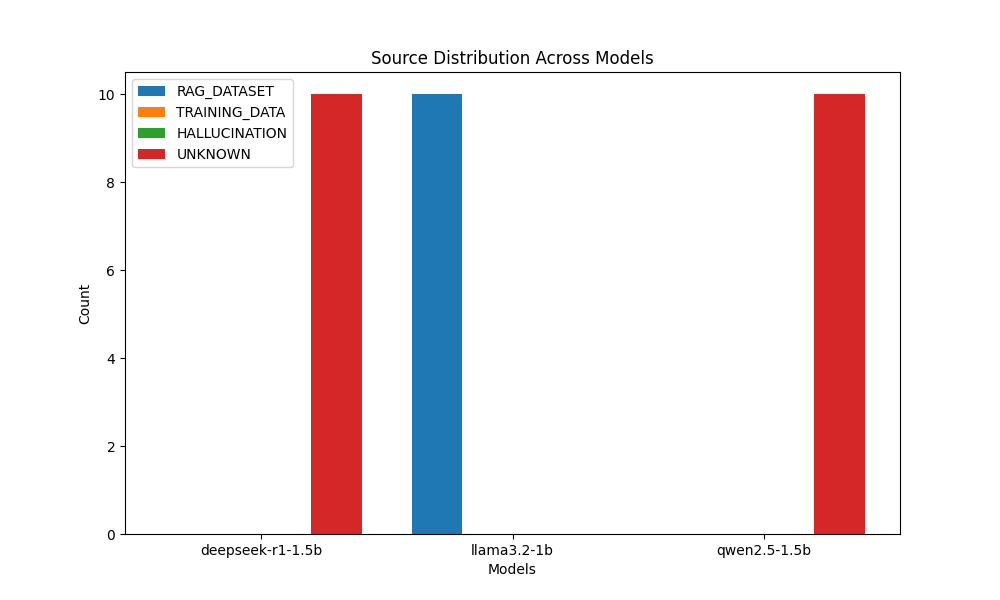 Source Distribution Across Models
RAG_DATASET
TRAINING_DATA
HALLUCINATION
UNKNOWN
Count
10
8
6
4
2
0
deepseek-r1-1.5b
llama3.2-1b
qwen2.5-1.5b
Models